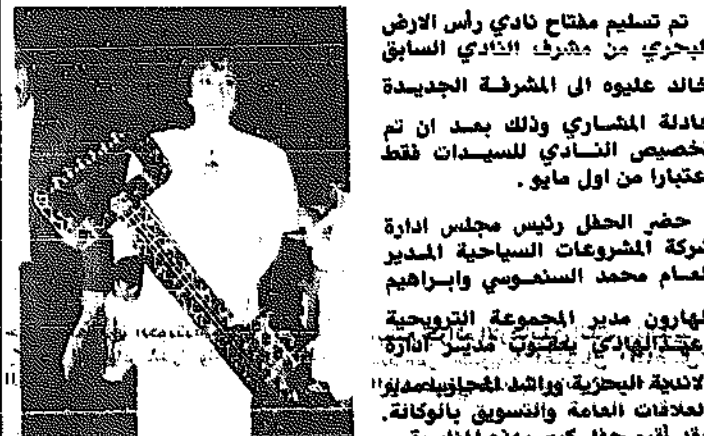 تم تسليم مفتاح نادي رأس الارض
البحري من مشرف النادي السابق
خالد عليوه الى المشرفة الجديدة
عادلة المشاري وذلك بعد ان تم
تخصيص النادي للسيدات فقط
اعتبارا من اول مايو .
حضر الحفل رئيس مجلس ادارة
شركة المشروعات السياحية المدير
العام محمد السنعوسي وابراهيم
الهارون مدير المجموعة الترويحية
وعبدالهادي يعقوب مدير ادارة
الاندية البحرية وراشد مدير
العلاقات العامة والتسويق بالوكالة.